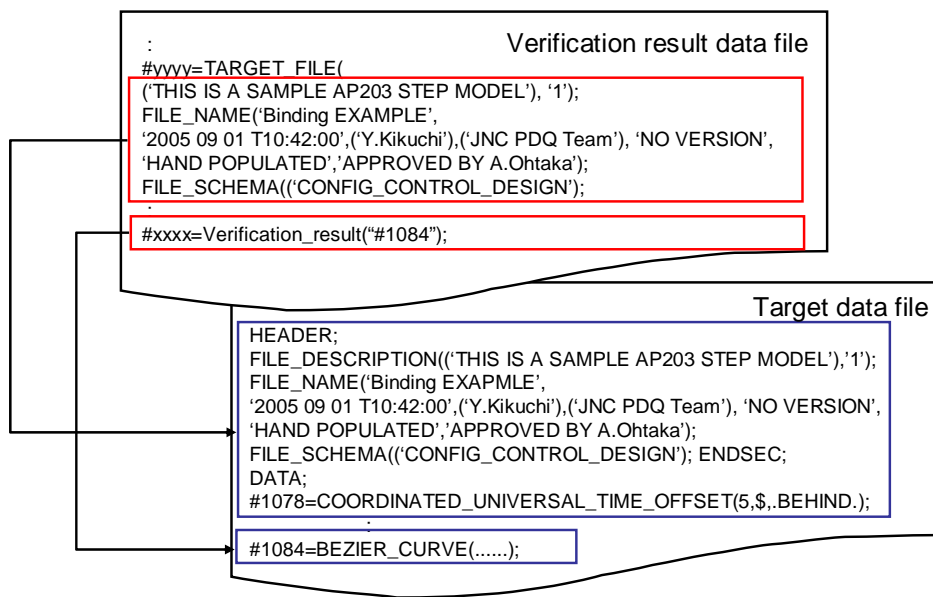 Verification result data file
:
#yyyy=TARGET_FILE(
(‘THIS IS A SAMPLE AP203 STEP MODEL’), ‘1’);
FILE_NAME(‘Binding EXAMPLE’,
‘2005 09 01 T10:42:00’,(‘Y.Kikuchi’),(‘JNC PDQ Team’), ‘NO VERSION’,
‘HAND POPULATED’,’APPROVED BY A.Ohtaka’);
FILE_SCHEMA((‘CONFIG_CONTROL_DESIGN’);
:
#xxxx=Verification_result(“#1084”);
Target data file
HEADER;
FILE_DESCRIPTION((‘THIS IS A SAMPLE AP203 STEP MODEL’),’1’);
FILE_NAME(‘Binding EXAPMLE’,
‘2005 09 01 T10:42:00’,(‘Y.Kikuchi’),(‘JNC PDQ Team’), ‘NO VERSION’,
‘HAND POPULATED’,’APPROVED BY A.Ohtaka’);
FILE_SCHEMA((‘CONFIG_CONTROL_DESIGN’); ENDSEC;
DATA;
#1078=COORDINATED_UNIVERSAL_TIME_OFFSET(5,$,.BEHIND.);
:
#1084=BEZIER_CURVE(......);